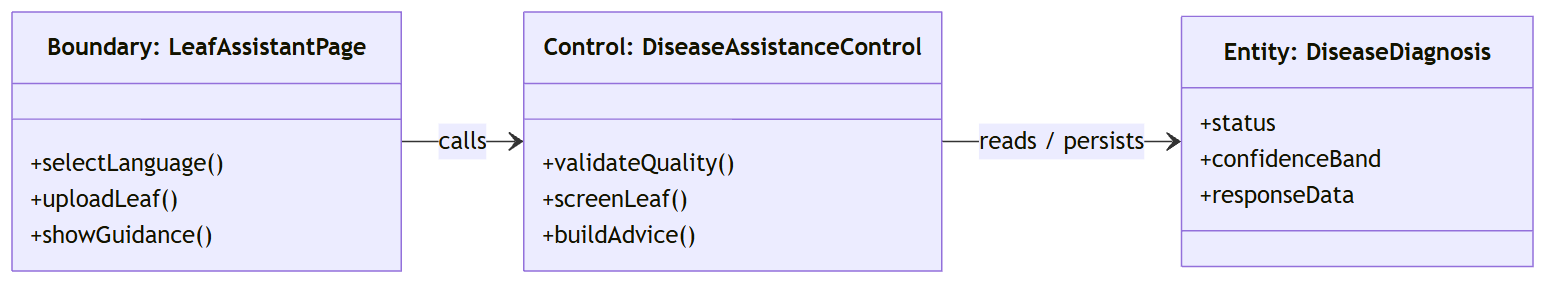 Boundary: LeafAssistantPage
+selectLanguage()
+uploadLeaf()
+showGuidance()
calls
Control: DiseaseAssistanceControl
+validateQuality()
+screenLeaf()
+buildAdvice()
reads / persists
Entity: DiseaseDiagnosis
+status
+confidenceBand
+responseData